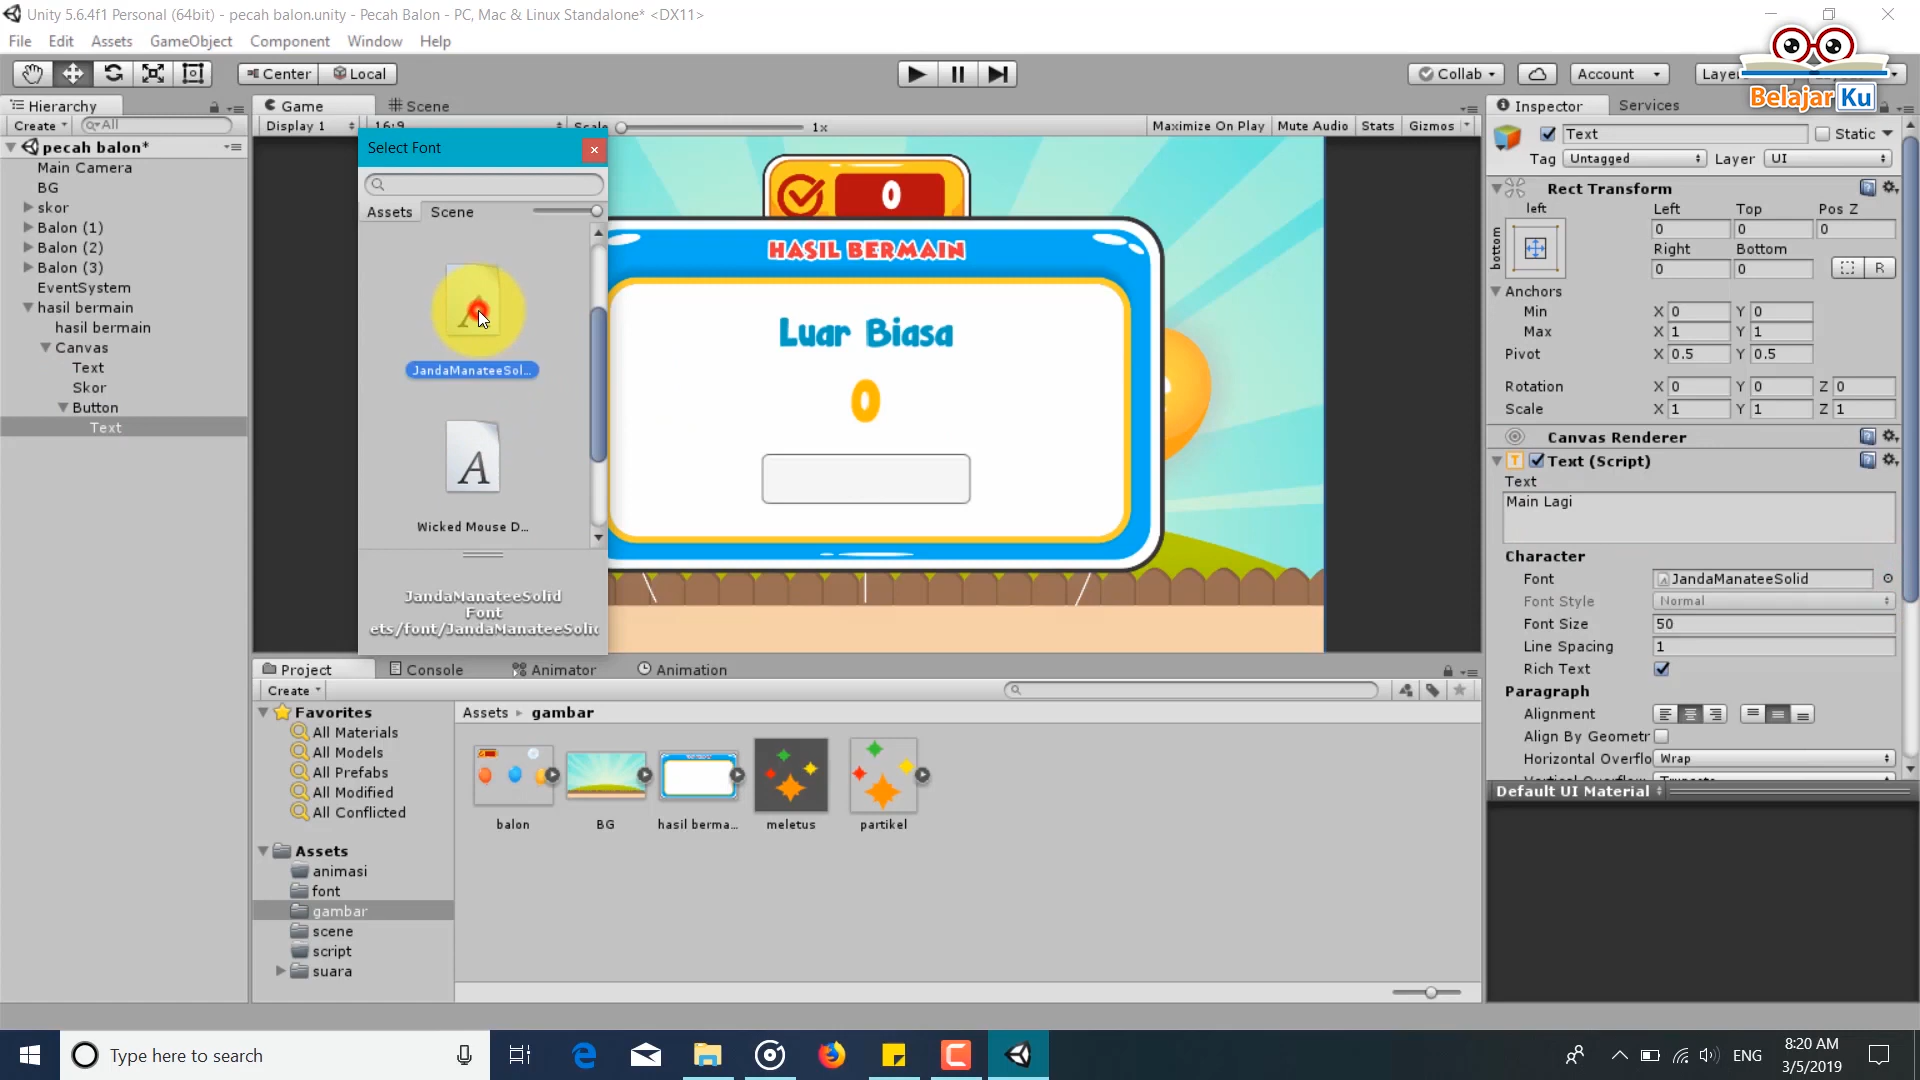 Unity 5.6.4f1 Personal (64bit) - pecah balon.unity - Pecah Balon - PC, Mac & Linux Standalone* <DX11>
File Edit Assets GameObject Component Window Help
Center Local
Collab Account
Belajar Ku
Hierarchy
Game Scene
Inspector Services
Create All
Display 1
1x
Maximize On Play Mute Audio Stats Gizmos
pecah balon*
Main Camera
BG
skor
Balon (1)
Balon (2)
Balon (3)
EventSystem
hasil bermain
hasil bermain
Canvas
Text
Skor
Button
Text
Select Font
Assets Scene
JandaManateeSol...
A
Wicked Mouse D...
JandaManateeSolid
Font
ets/font/JandaManateeSolid
0
HASIL BERMAIN
Luar Biasa
0
Text Static
Tag Untagged Layer UI
Rect Transform
left
bottom
Left Top Pos Z
0 0 0
Right Bottom
0 0 R
Anchors
Min X 0 Y 0
Max X 1 Y 1
Pivot X 0.5 Y 0.5
Rotation X 0 Y 0 Z 0
Scale X 1 Y 1 Z 1
Canvas Renderer
Text (Script)
Text
Main Lagi
Character
Font JandaManateeSolid
Font Style Normal
Font Size 50
Line Spacing 1
Rich Text
Paragraph
Alignment
Align By Geometr
Horizontal Overflo Wrap
Default UI Material
Project Console Animator Animation
Create
Favorites
All Materials
All Models
All Prefabs
All Modified
All Conflicted
Assets
animasi
font
gambar
scene
script
suara
Assets gambar
balon BG hasil berma... meletus partikel
Type here to search
ENG
8:20 AM
3/5/2019